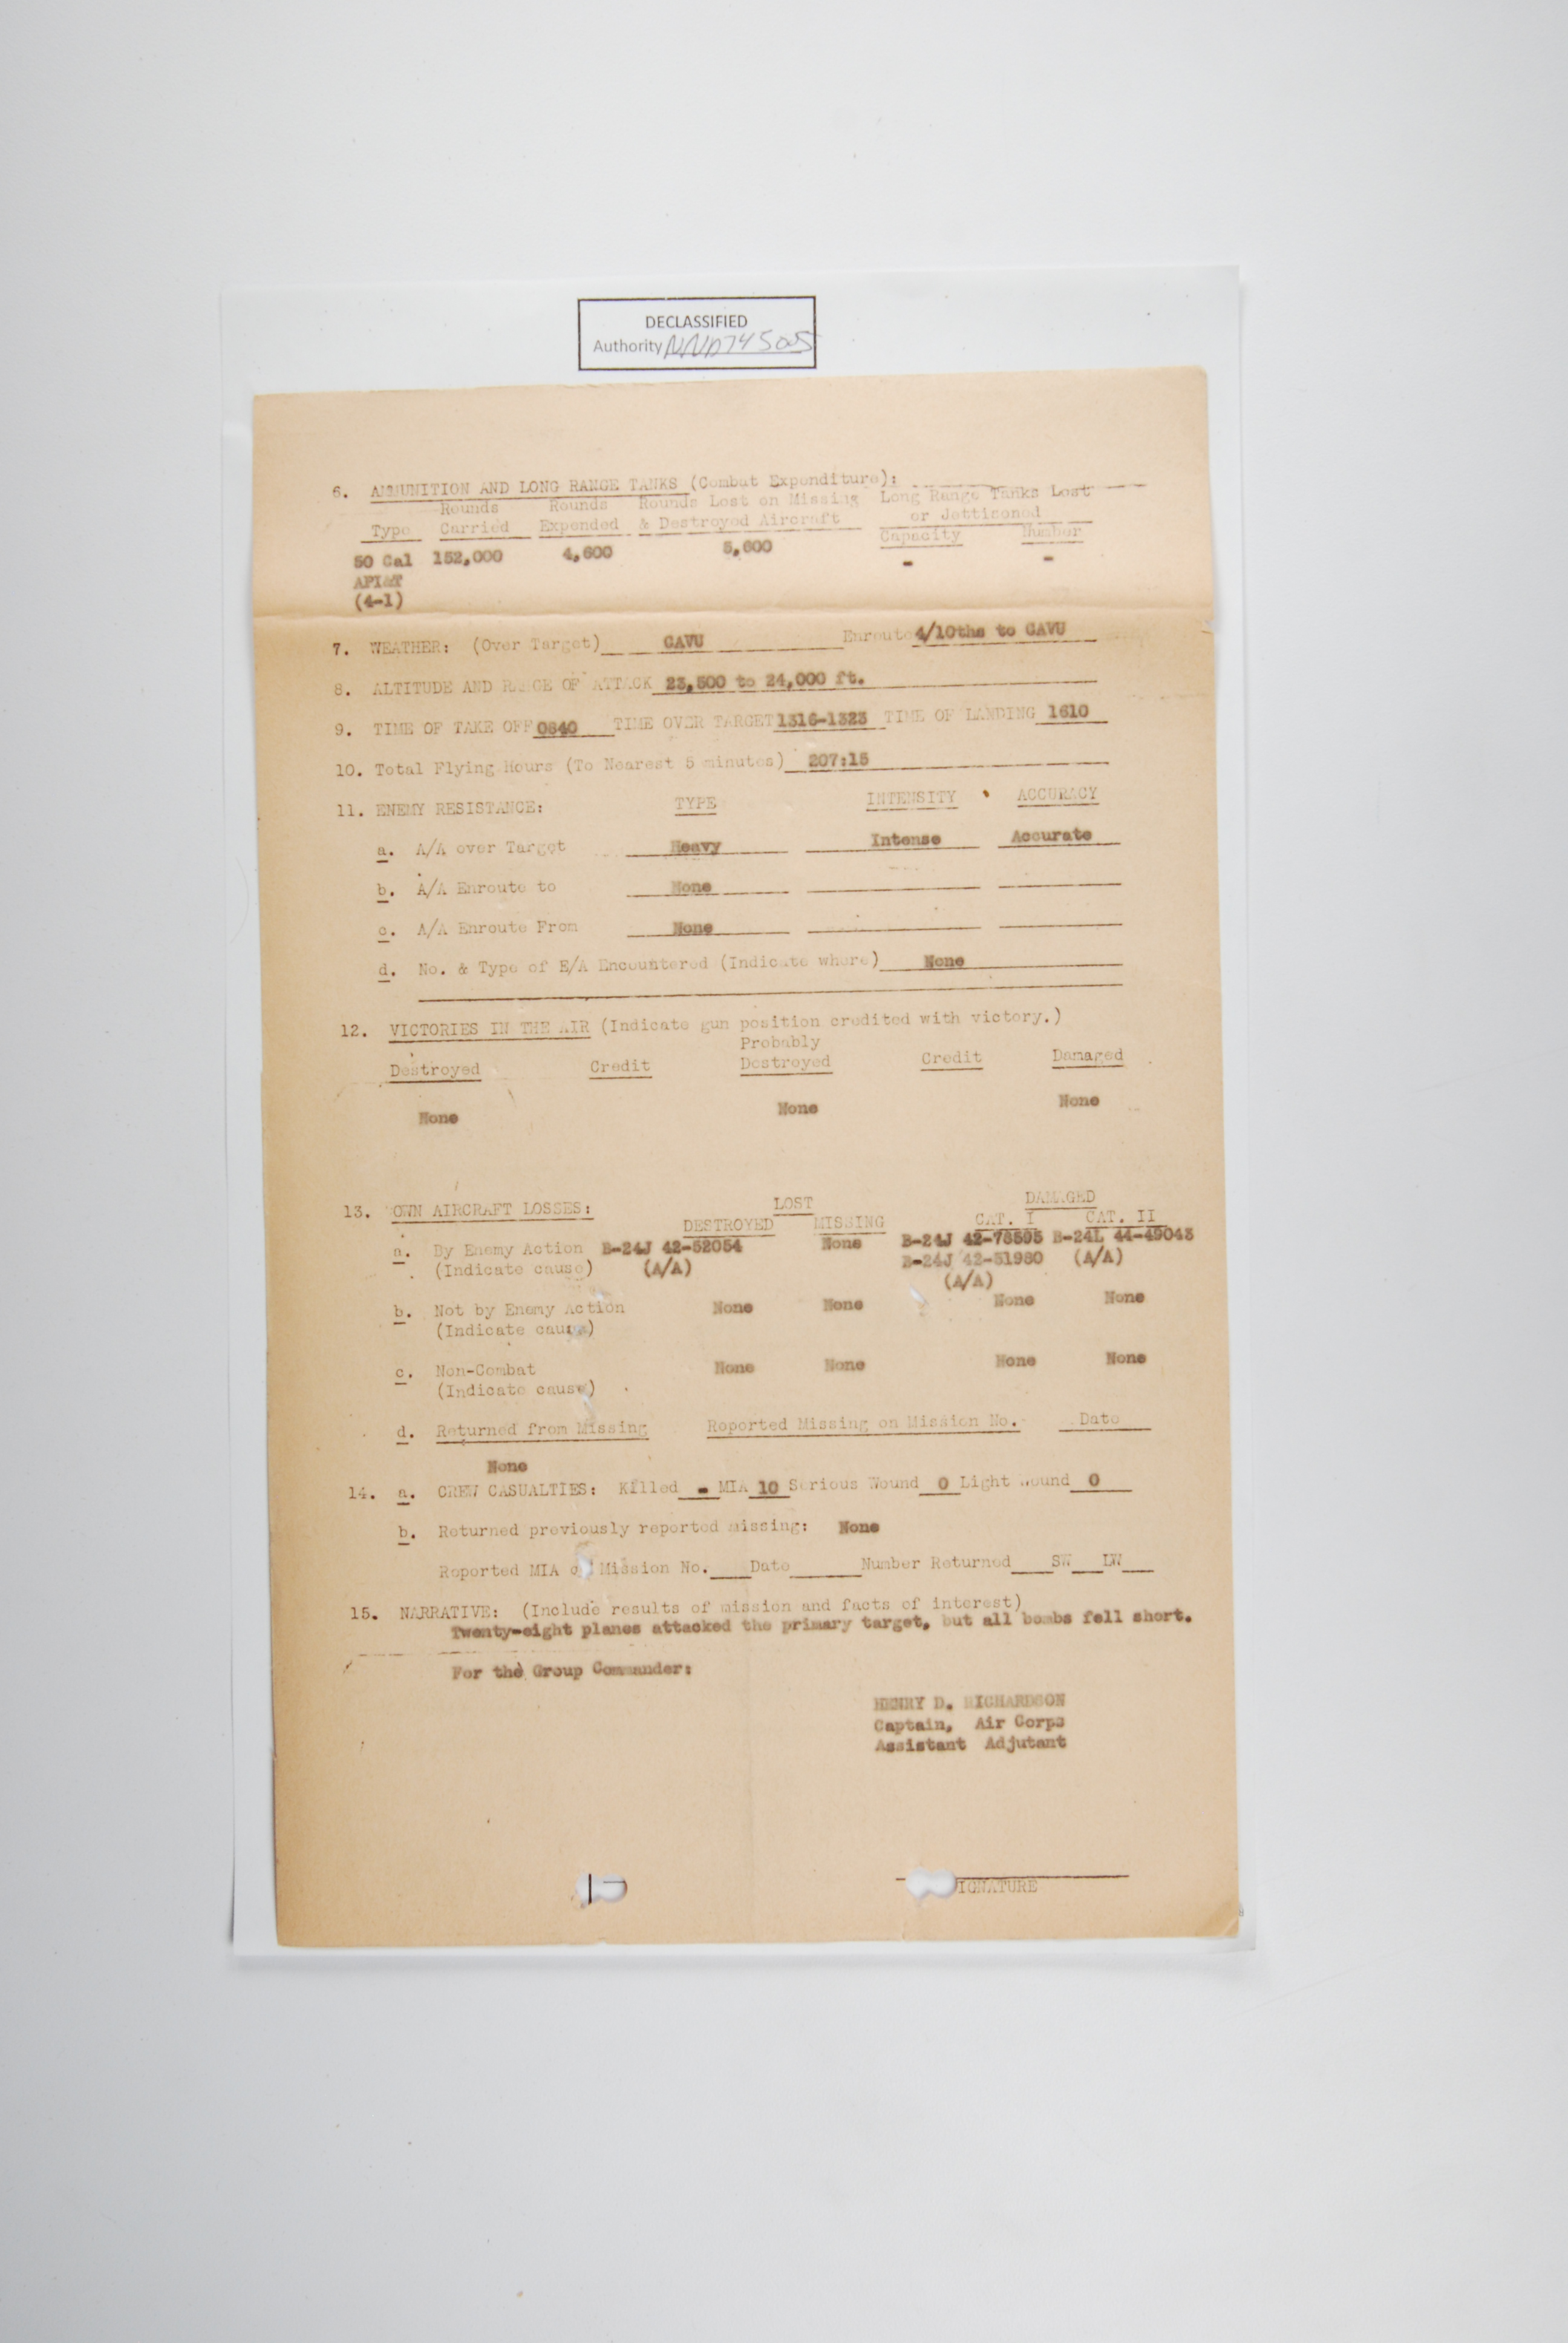 DECLASSIFIED
Authority NND745005
6. AMMUNITION AND LONG RANGE TANKS (Combat Expenditure):
Rounds Rounds Rounds Lost on Missing Long Range Tanks Lost
Type Carried Expended & Destroyed Aircraft or Jettisoned
Capacity Number
50 Cal 152,000 4,600 5,600 - -
API&T
(4-1)
7. WEATHER: (Over Target) CAVU Enroute 4/10ths to CAVU
8. ALTITUDE AND RANGE OF ATTACK 23,500 to 24,000 ft.
9. TIME OF TAKE OFF 0840 TIME OVER TARGET 1316-1323 TIME OF LANDING 1610
10. Total Flying Hours (To Nearest 5 minutes) 207:15
11. ENEMY RESISTANCE: TYPE INTENSITY ACCURACY
a. A/A over Target Heavy Intense Accurate
b. A/A Enroute to None
c. A/A Enroute From None
d. No. & Type of E/A Encountered (Indicate where) None
12. VICTORIES IN THE AIR (Indicate gun position credited with victory.)
Probably
Destroyed Credit Destroyed Credit Damaged
None None None
13. OWN AIRCRAFT LOSSES: LOST DAMAGED
DESTROYED MISSING CAT. I CAT. II
a. By Enemy Action B-24J 42-52054 None B-24J 42-78595 B-24L 44-49043
(Indicate cause) (A/A) B-24J 42-51980 (A/A)
(A/A)
b. Not by Enemy Action None None None None
(Indicate cause)
c. Non-Combat None None None None
(Indicate cause)
d. Returned from Missing Reported Missing on Mission No. Date
None
14. a. CREW CASUALTIES: Killed - MIA 10 Serious Wound 0 Light Wound 0
b. Returned previously reported missing: None
Reported MIA on Mission No. Date Number Returned SW LW
15. NARRATIVE: (Include results of mission and facts of interest)
Twenty-eight planes attacked the primary target, but all bombs fell short.
For the Group Commander:
HENRY D. RICHARDSON
Captain, Air Corps
Assistant Adjutant
IGNATURE